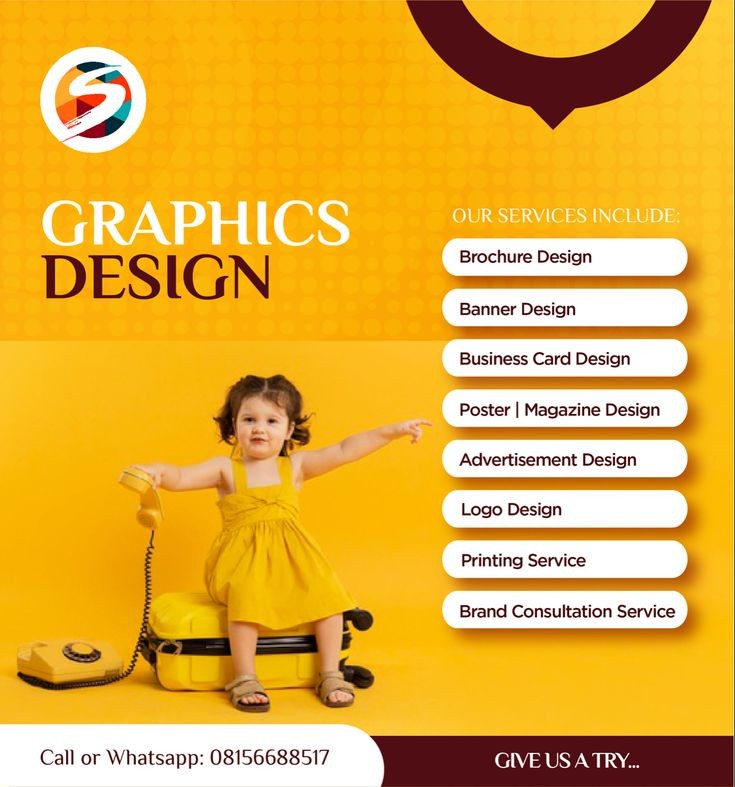 GRAPHICS
DESIGN
OUR SERVICES INCLUDE:
Brochure Design
Banner Design
Business Card Design
Poster | Magazine Design
Advertisement Design
Logo Design
Printing Service
Brand Consultation Service
Call or Whatsapp: 08156688517
GIVE US A TRY...